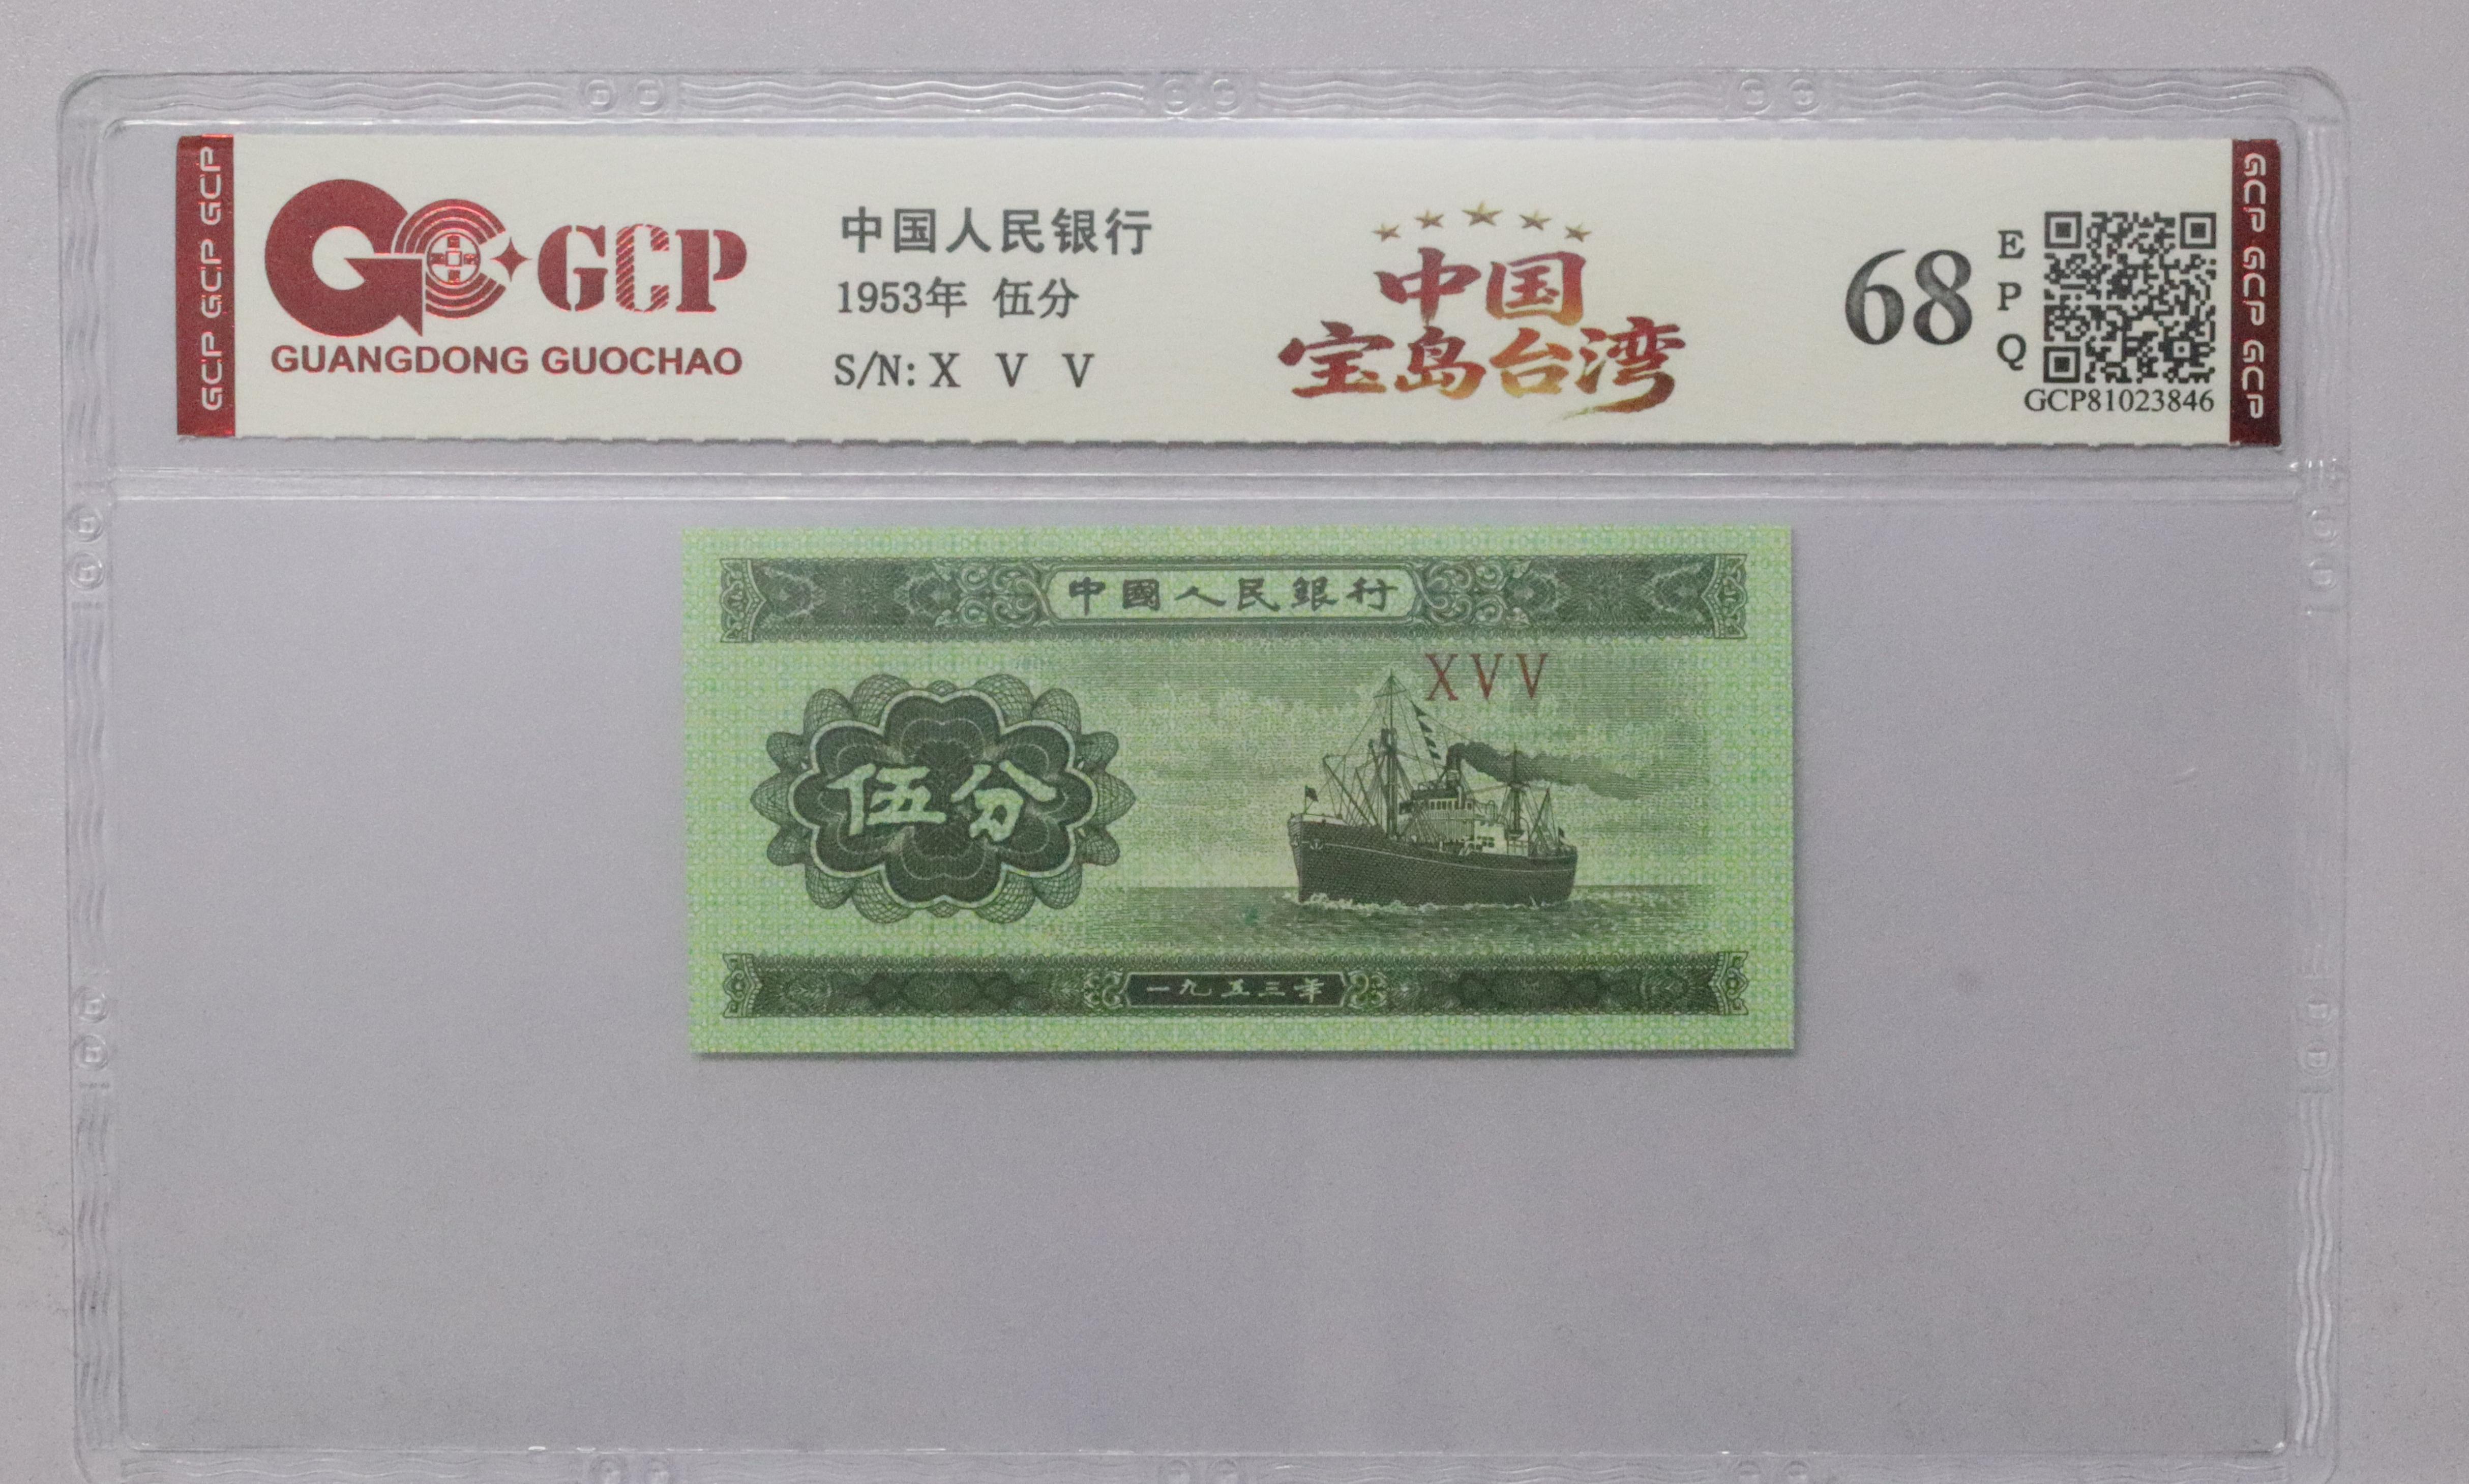 GCP GCP GCP
GCP
GUANGDONG GUOCHAO
中国人民银行
1953年 伍分
S/N: X V V
中国
宝岛台湾
68
E
P
Q
GCP81023846
GCP GCP GCP
中國人民銀行
XVV
伍分
一九五三年